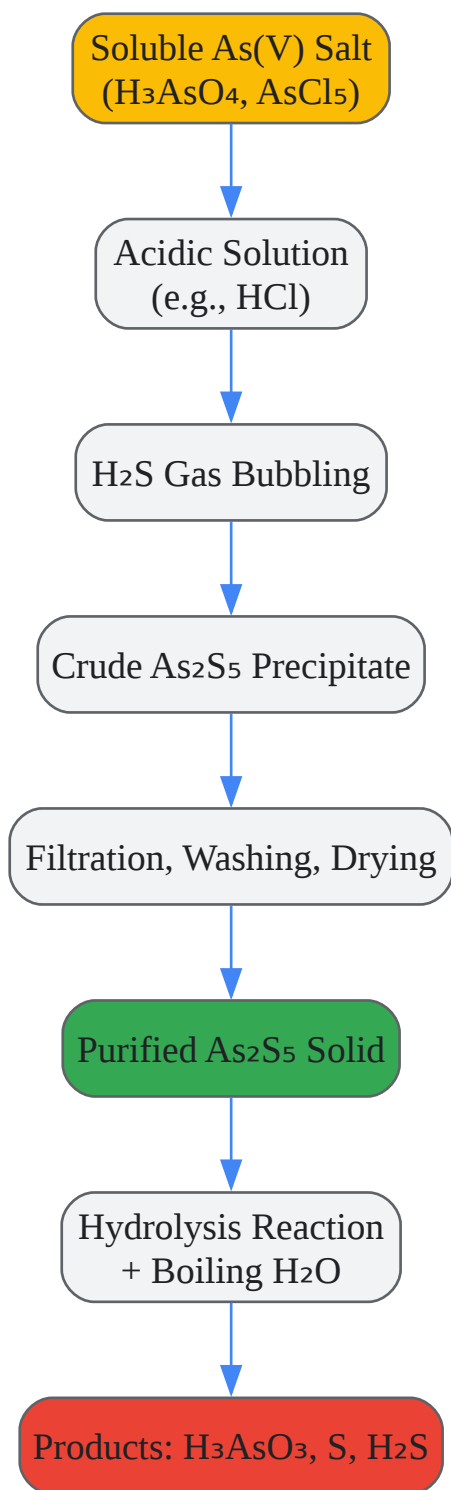 Soluble As(V) Salt
(H₃AsO₄, AsCl₅)
Acidic Solution
(e.g., HCl)
H₂S Gas Bubbling
Crude As₂S₅ Precipitate
Filtration, Washing, Drying
Purified As₂S₅ Solid
Hydrolysis Reaction
+ Boiling H₂O
Products: H₃AsO₃, S, H₂S